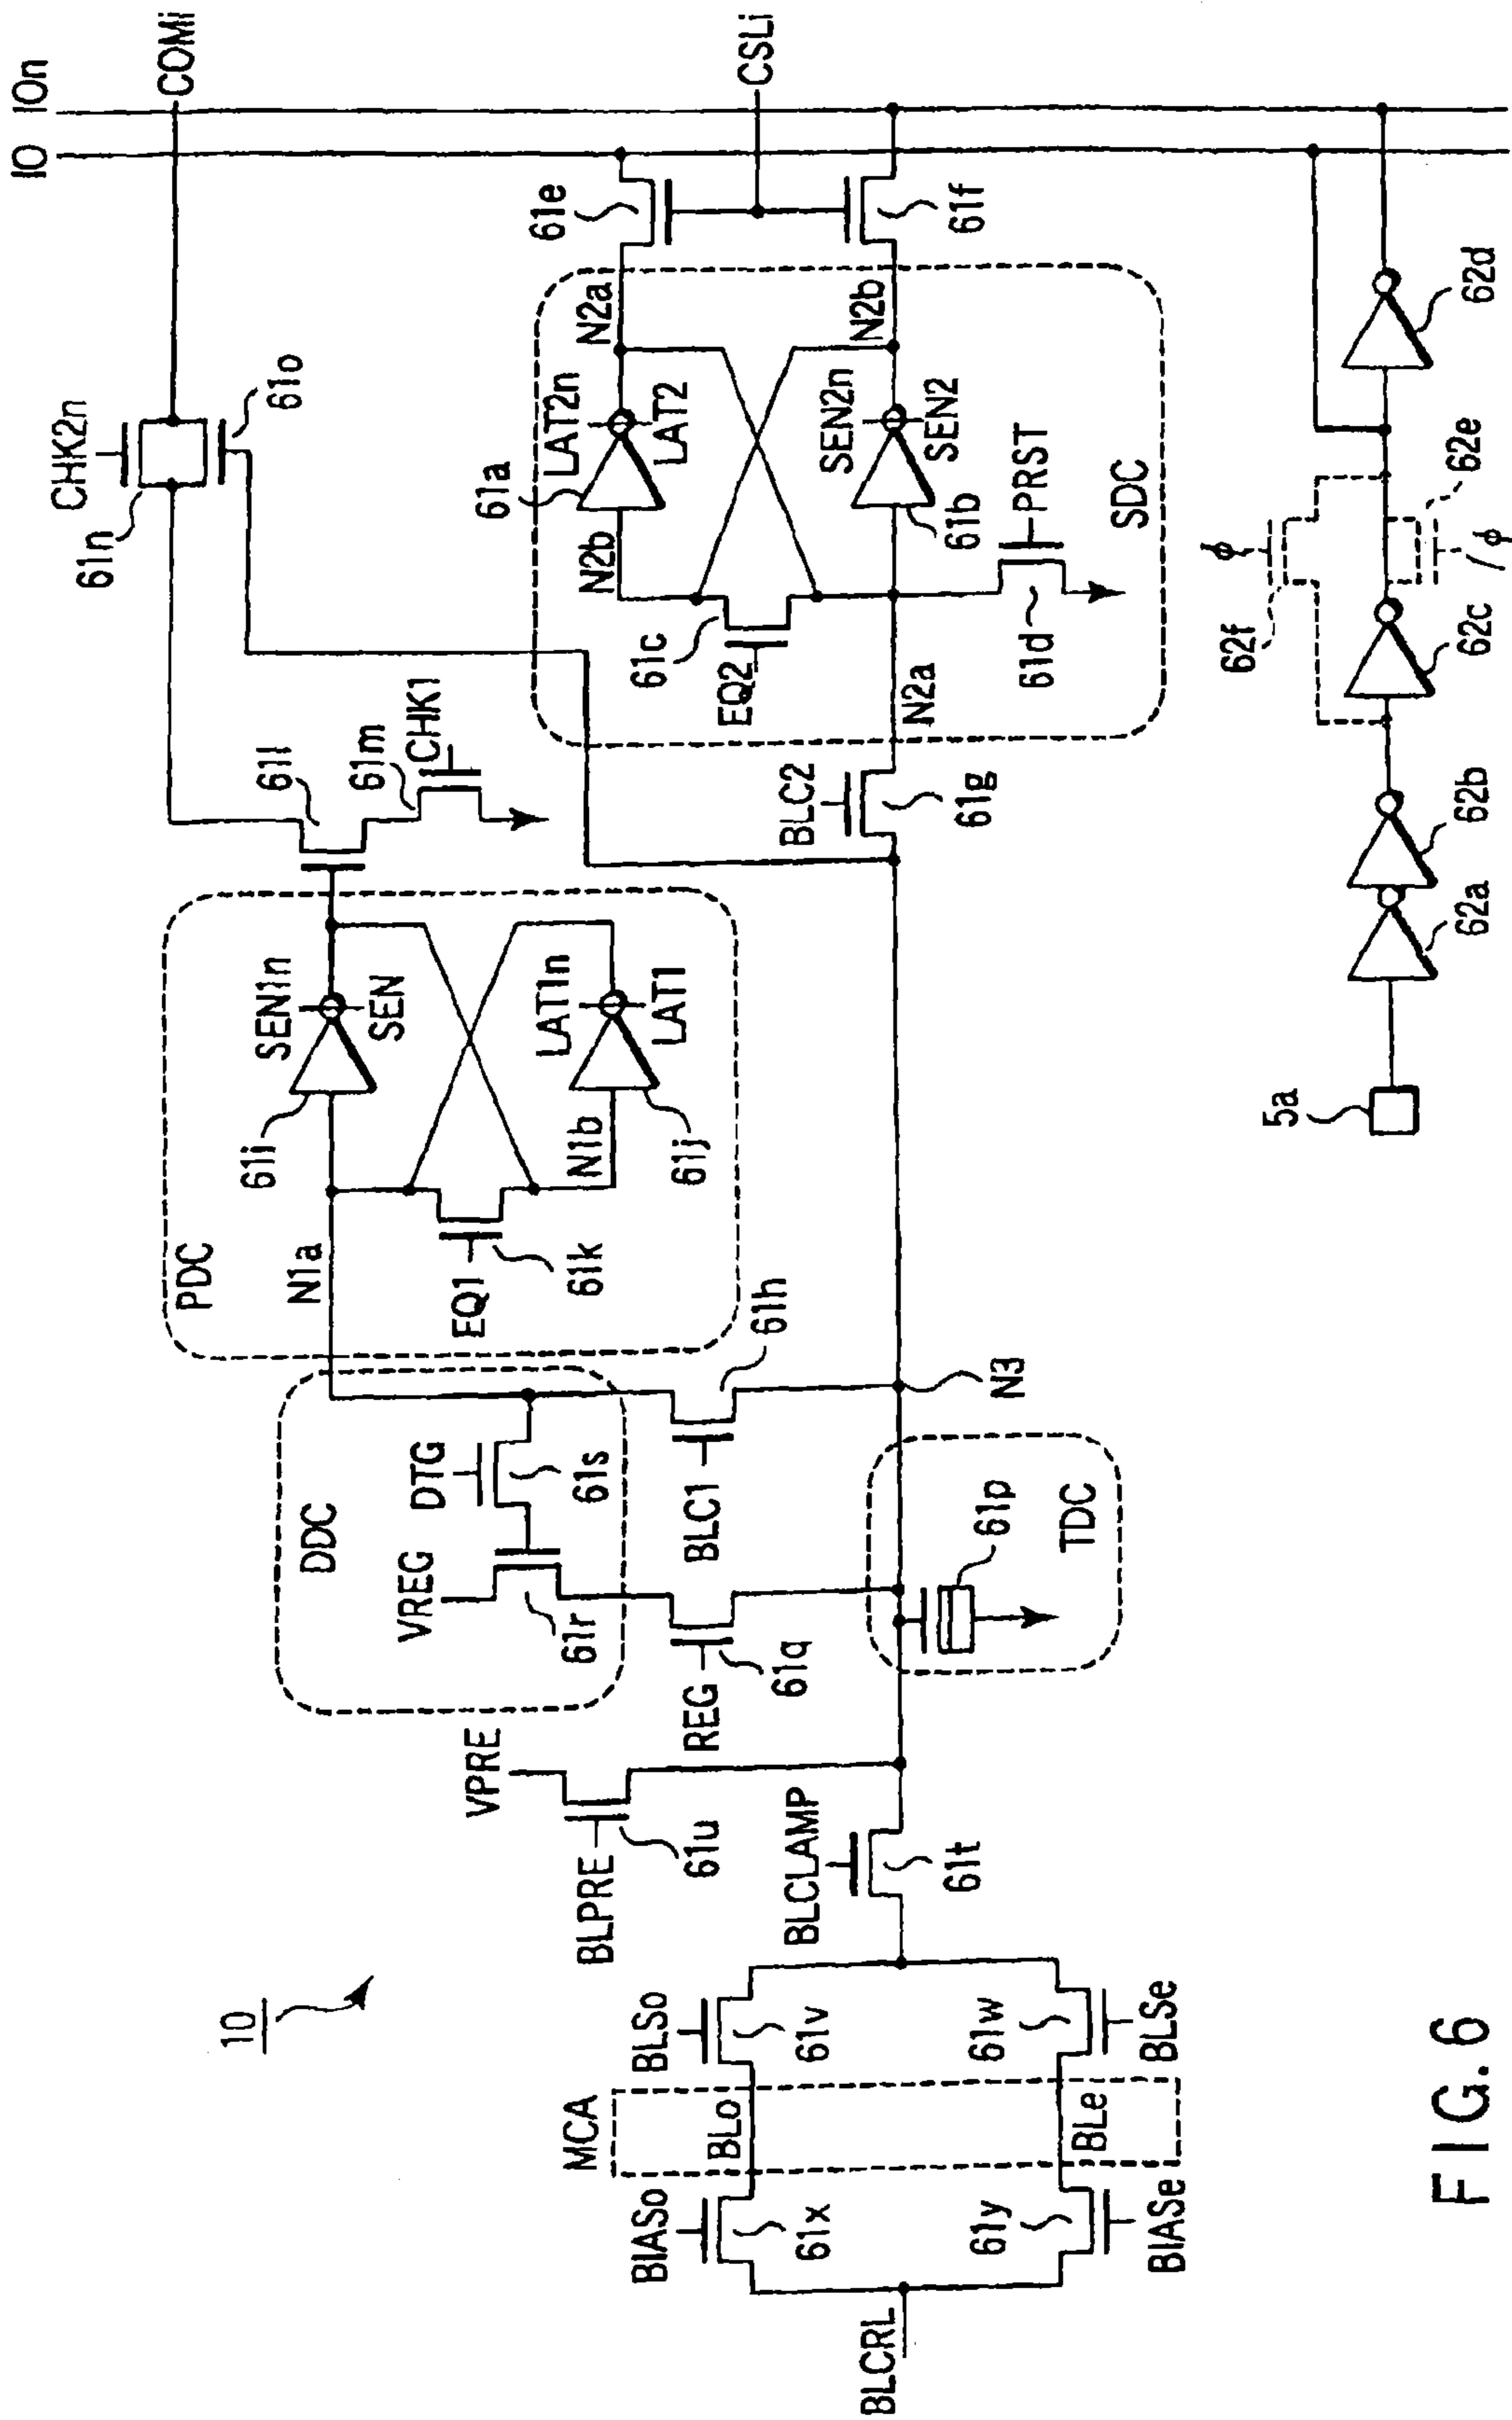 10
IO
IOn
COMi
CSLi
CHK2n
61n
61o
61e
61f
N2a
N2b
61a
LAT2n
LAT2
N2b
SEN2n
SEN2
61b
61c
EQ2
61d
PRST
SDC
N2a
BLC2
61g
61l
61m
CHK1
PDC
SEN1n
SEN
61i
LAT1n
LAT1
61j
N1a
N1b
EQ1
61k
61h
BLC1
N3
DDC
DTG
61s
VREG
61r
REG
61q
61p
TDC
VPRE
BLPRE
61u
BLCLAMP
61t
MCA
BLSo
61v
BLo
BIASo
61x
61w
BLSe
BLe
61y
BIASe
BLCRL
5a
62a
62b
62c
62d
62e
62f
ϕ
/ϕ
FIG. 6